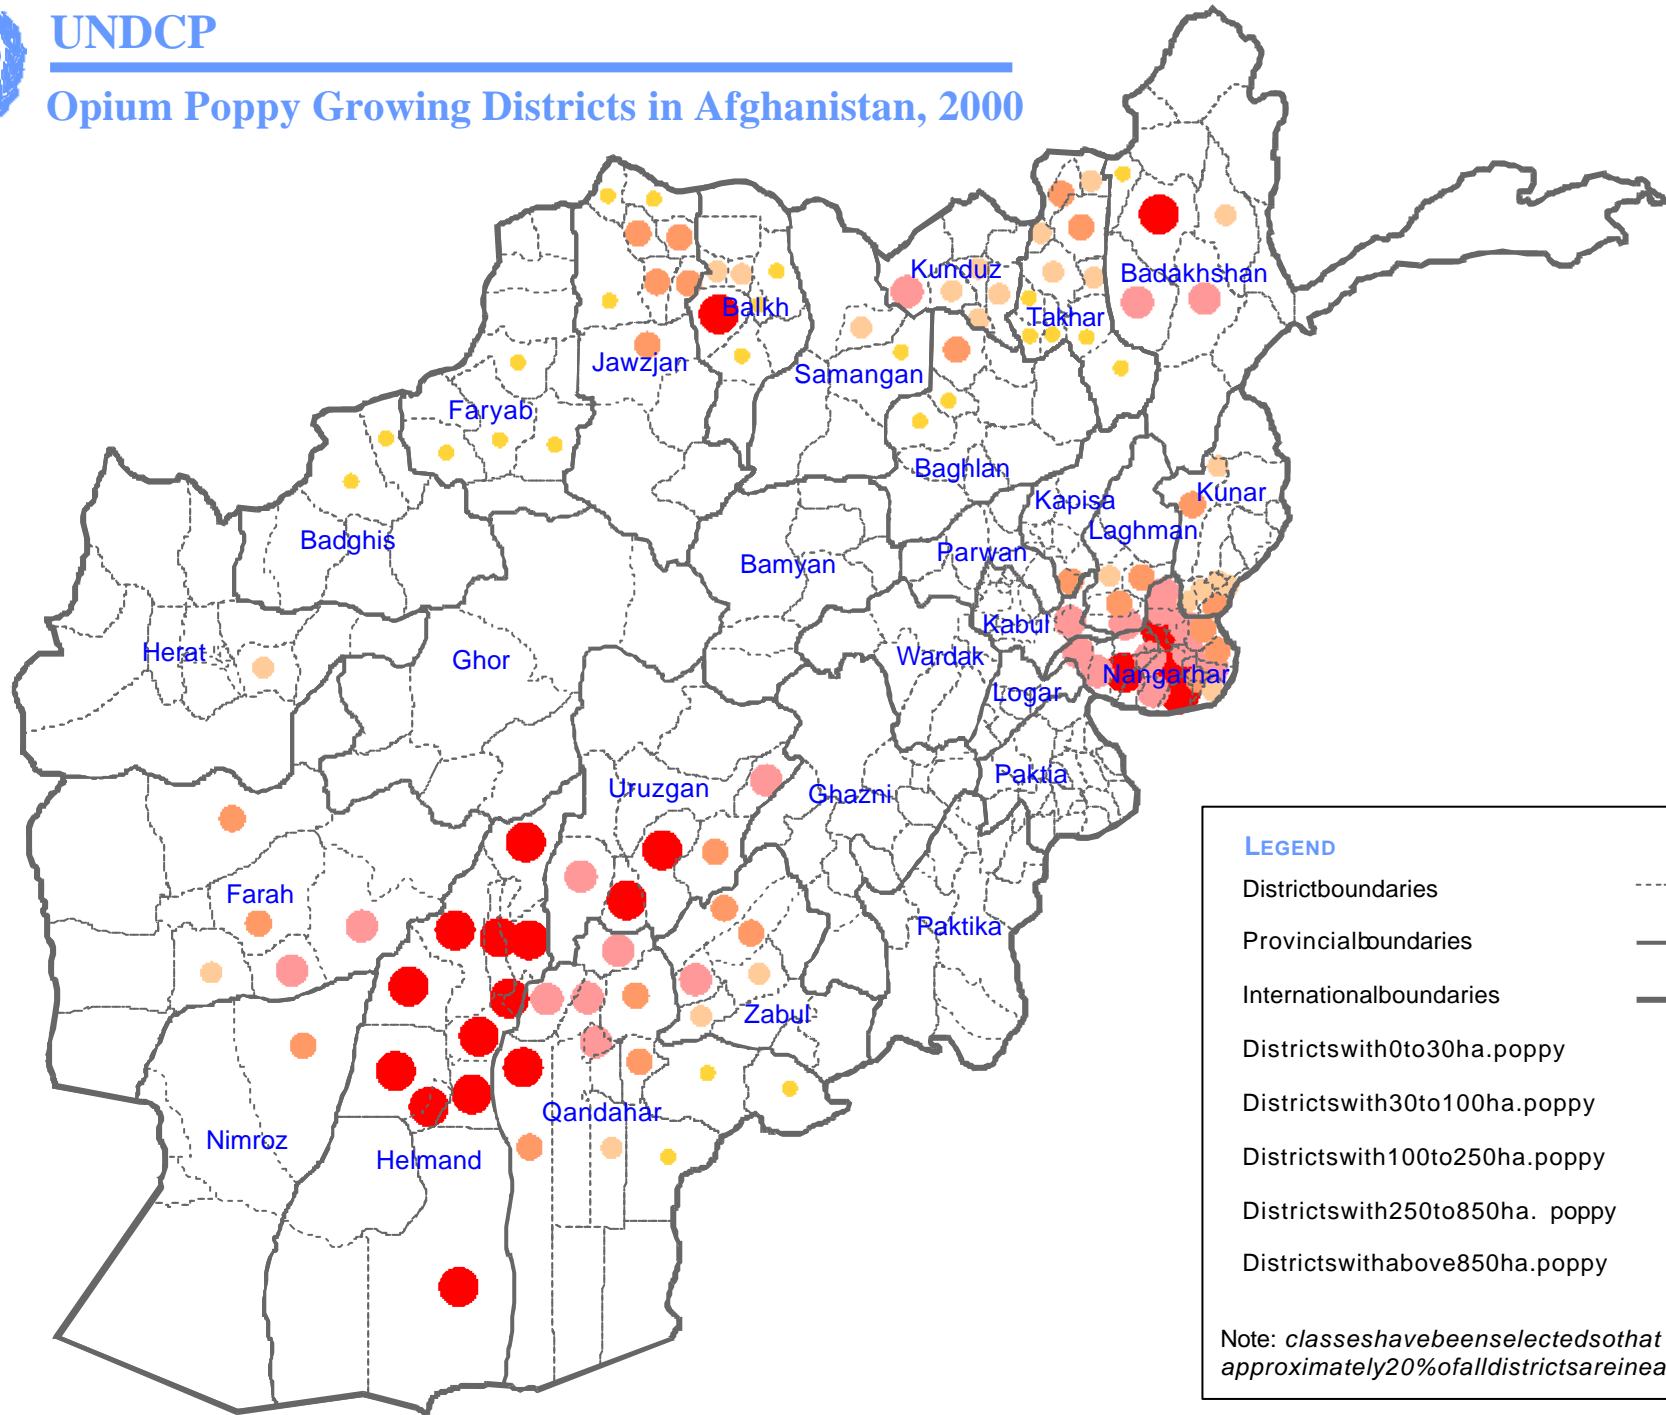 UNDCP
Opium Poppy Growing Districts in Afghanistan, 2000
Kunduz
Badakhshan
Balkh
Takhar
Jawzjan
Samangan
Faryab
Baghlan
Kapisa
Kunar
Laghman
Badghis
Parwan
Bamyan
Kabul
Herat
Ghor
Wardak
Nangarhar
Logar
Paktia
Uruzgan
Ghazni
Farah
Paktika
Zabul
Qandahar
Nimroz
Helmand
LEGEND
Districtboundaries
Provincialboundaries
Internationalboundaries
Districtswith0to30ha.poppy
Districtswith30to100ha.poppy
Districtswith100to250ha.poppy
Districtswith250to850ha. poppy
Districtswithabove850ha.poppy
Note: classeshavebeenselectedsothat
approximately20%ofalldistrictsareinea